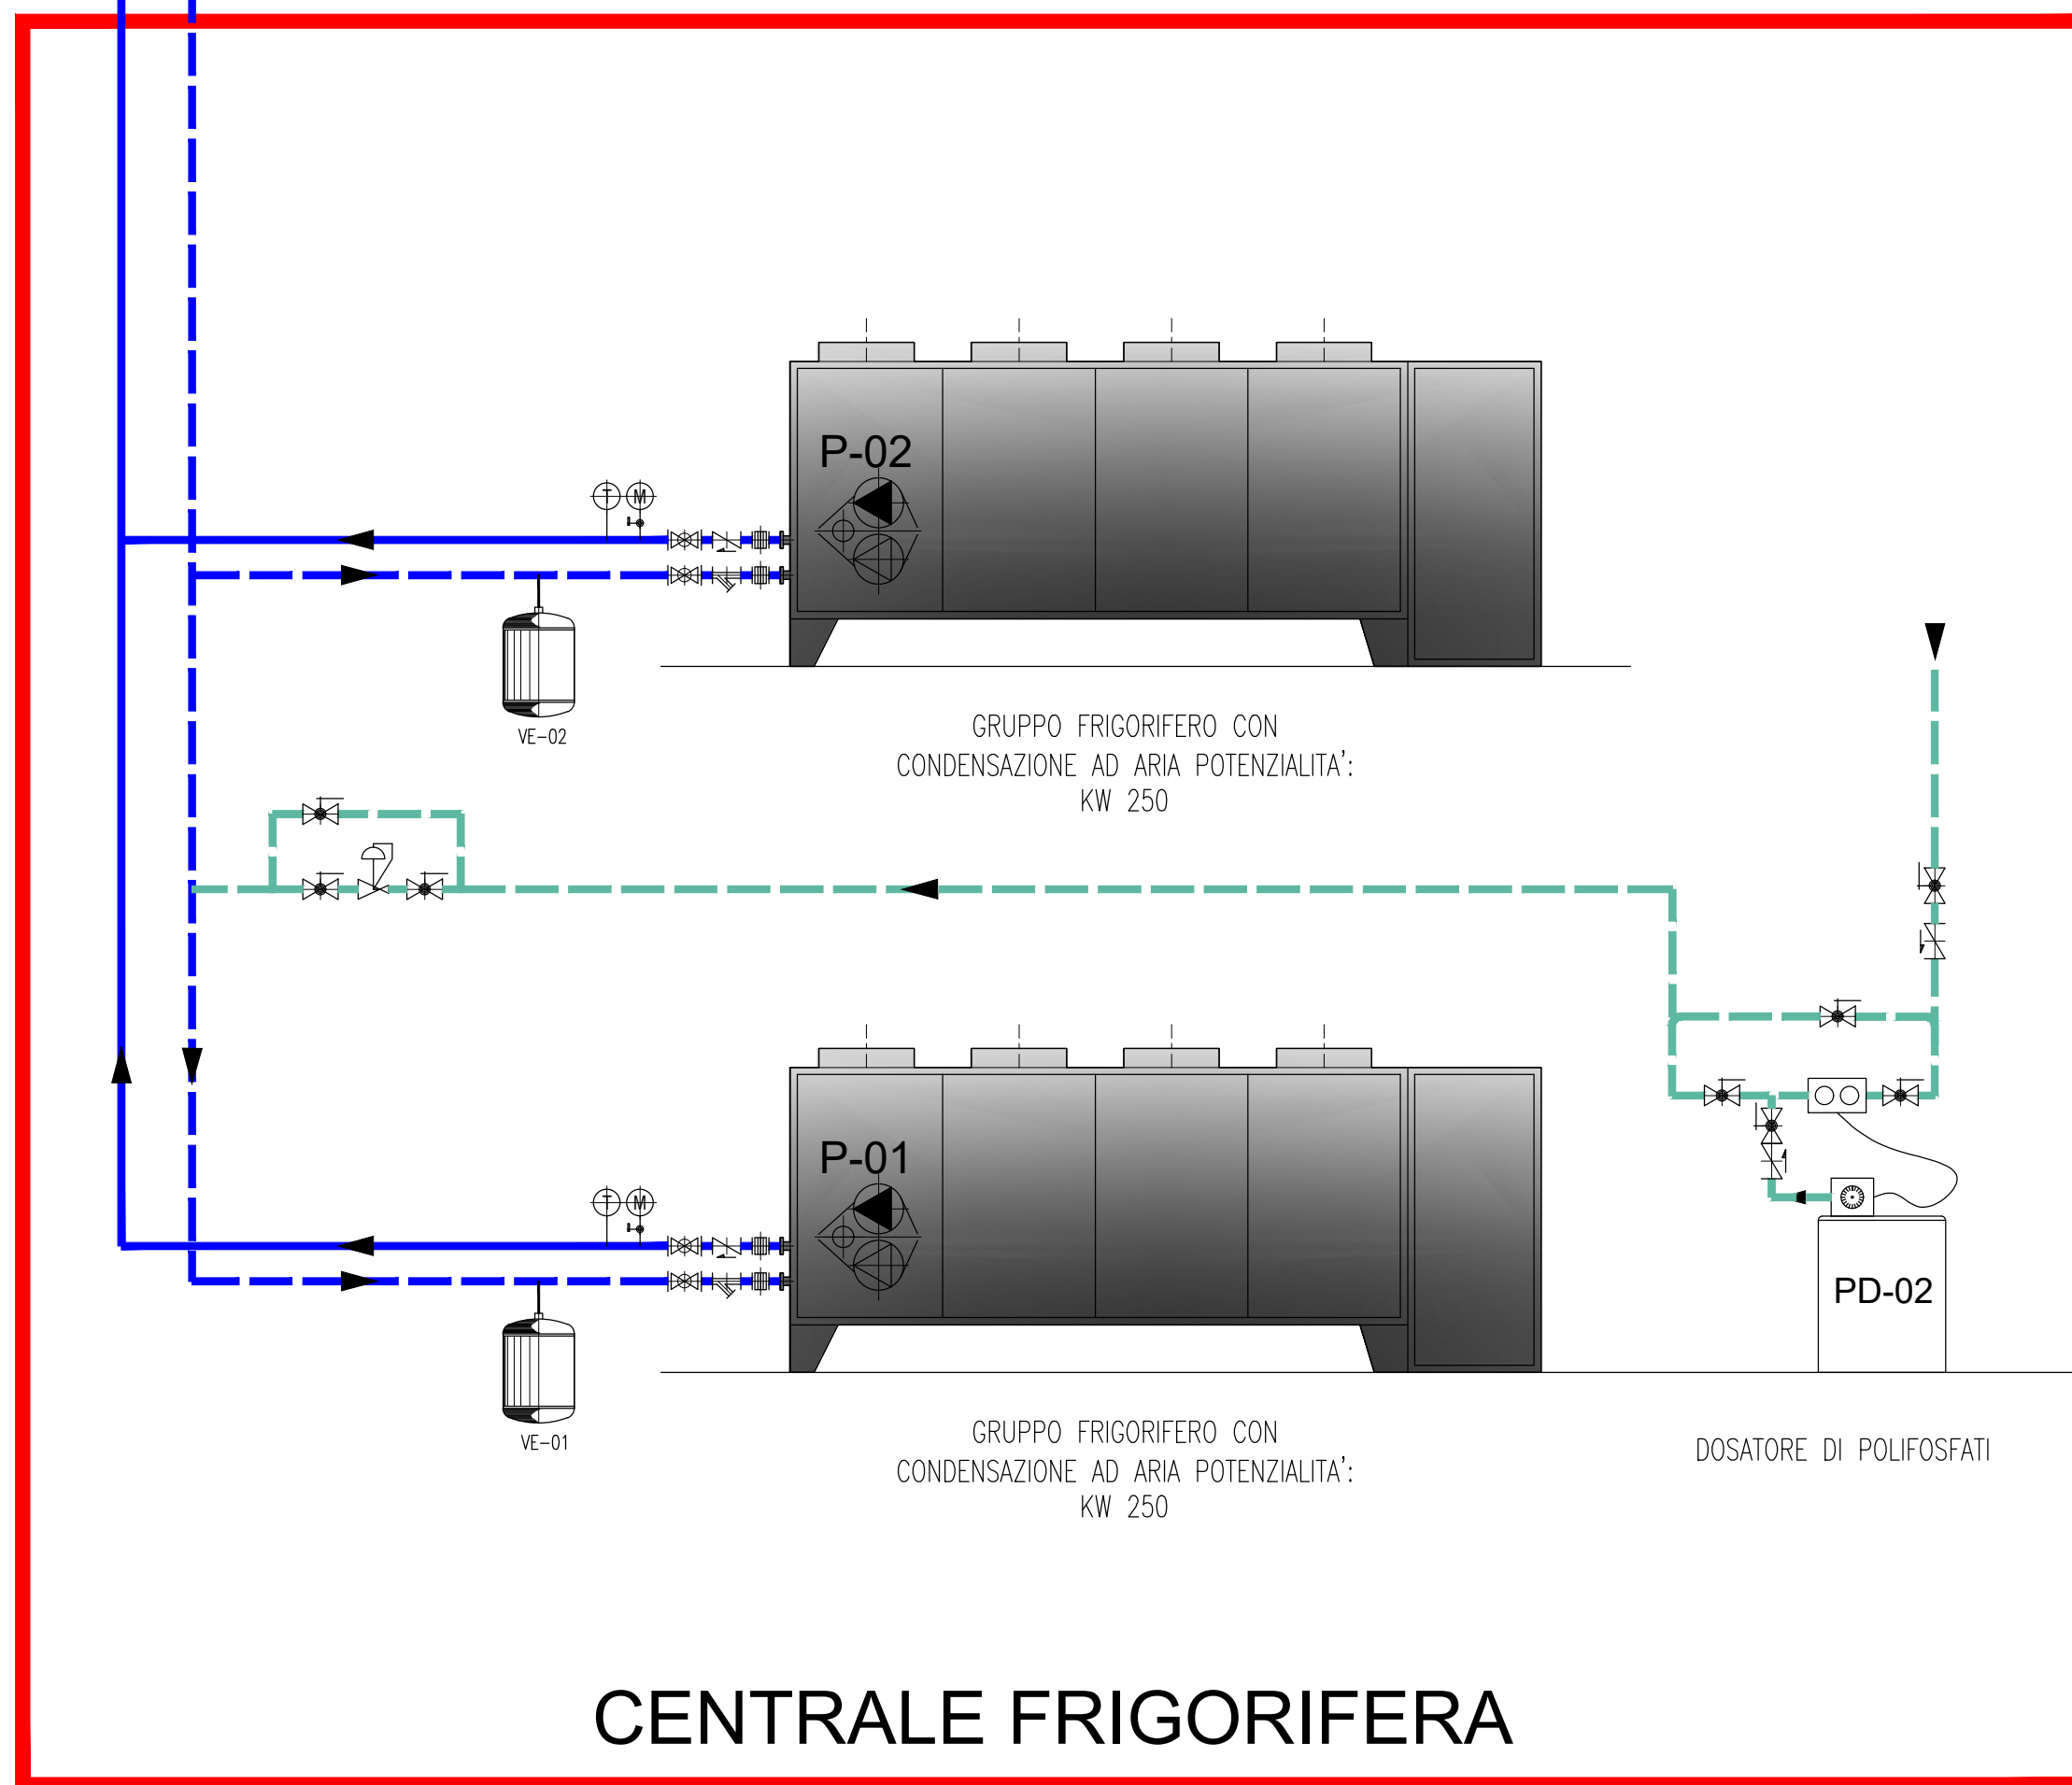 P-02
T M
VE-02
GRUPPO FRIGORIFERO CON
CONDENSAZIONE AD ARIA POTENZIALITA':
KW 250
P-01
T M
VE-01
GRUPPO FRIGORIFERO CON
CONDENSAZIONE AD ARIA POTENZIALITA':
KW 250
PD-02
DOSATORE DI POLIFOSFATI
CENTRALE FRIGORIFERA